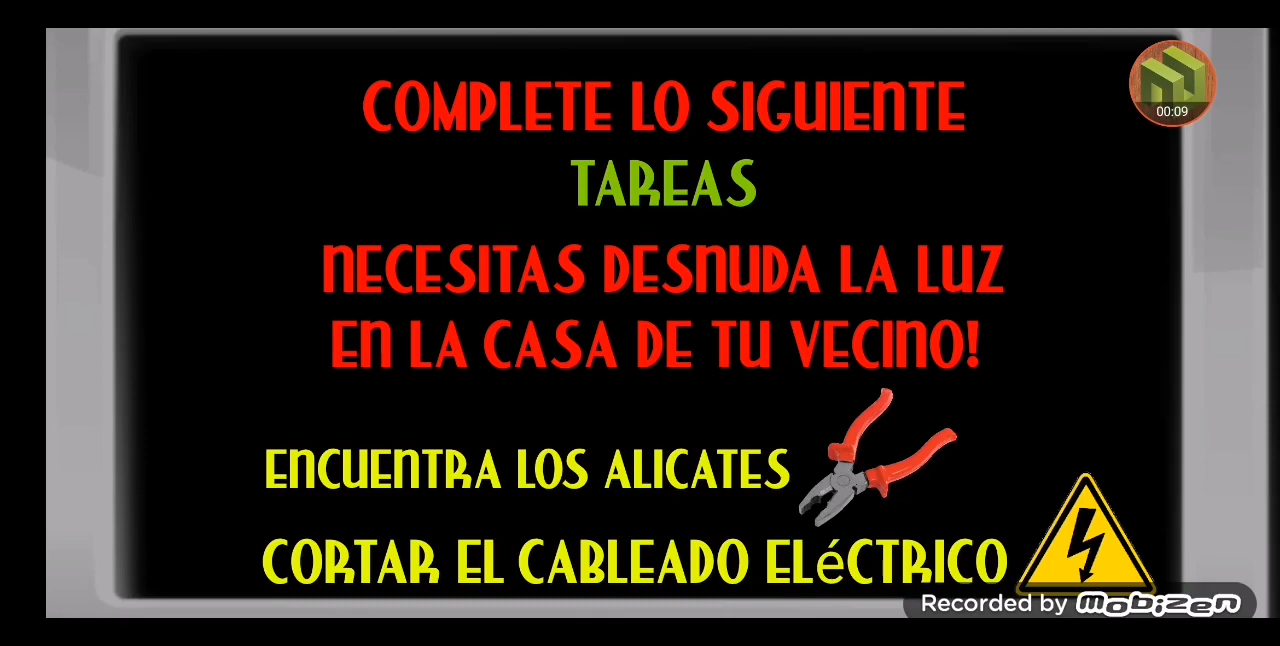 COMPLETE LO SIGUIENTE
00:09
TAREAS
NECESITAS DESNUDA LA LUZ
EN LA CASA DE TU VECINO!
ENCUENTRA LOS ALICATES
CORTAR EL CABLEADO ELéCTRICO
Recorded by Mobizen